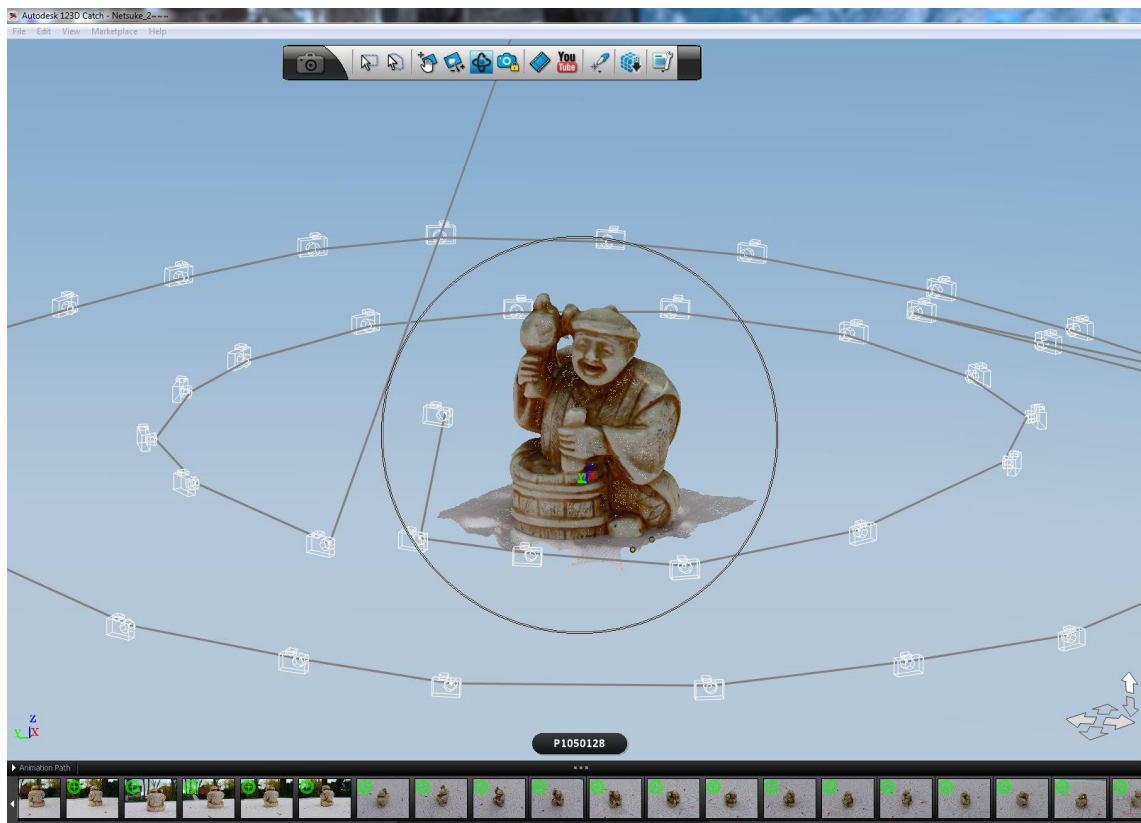 Autodesk 123D Catch - Netsuke_2~~~
File Edit View Marketplace Help
You
Tube
Y
X
Z
Y X
P1050128
Animation Path